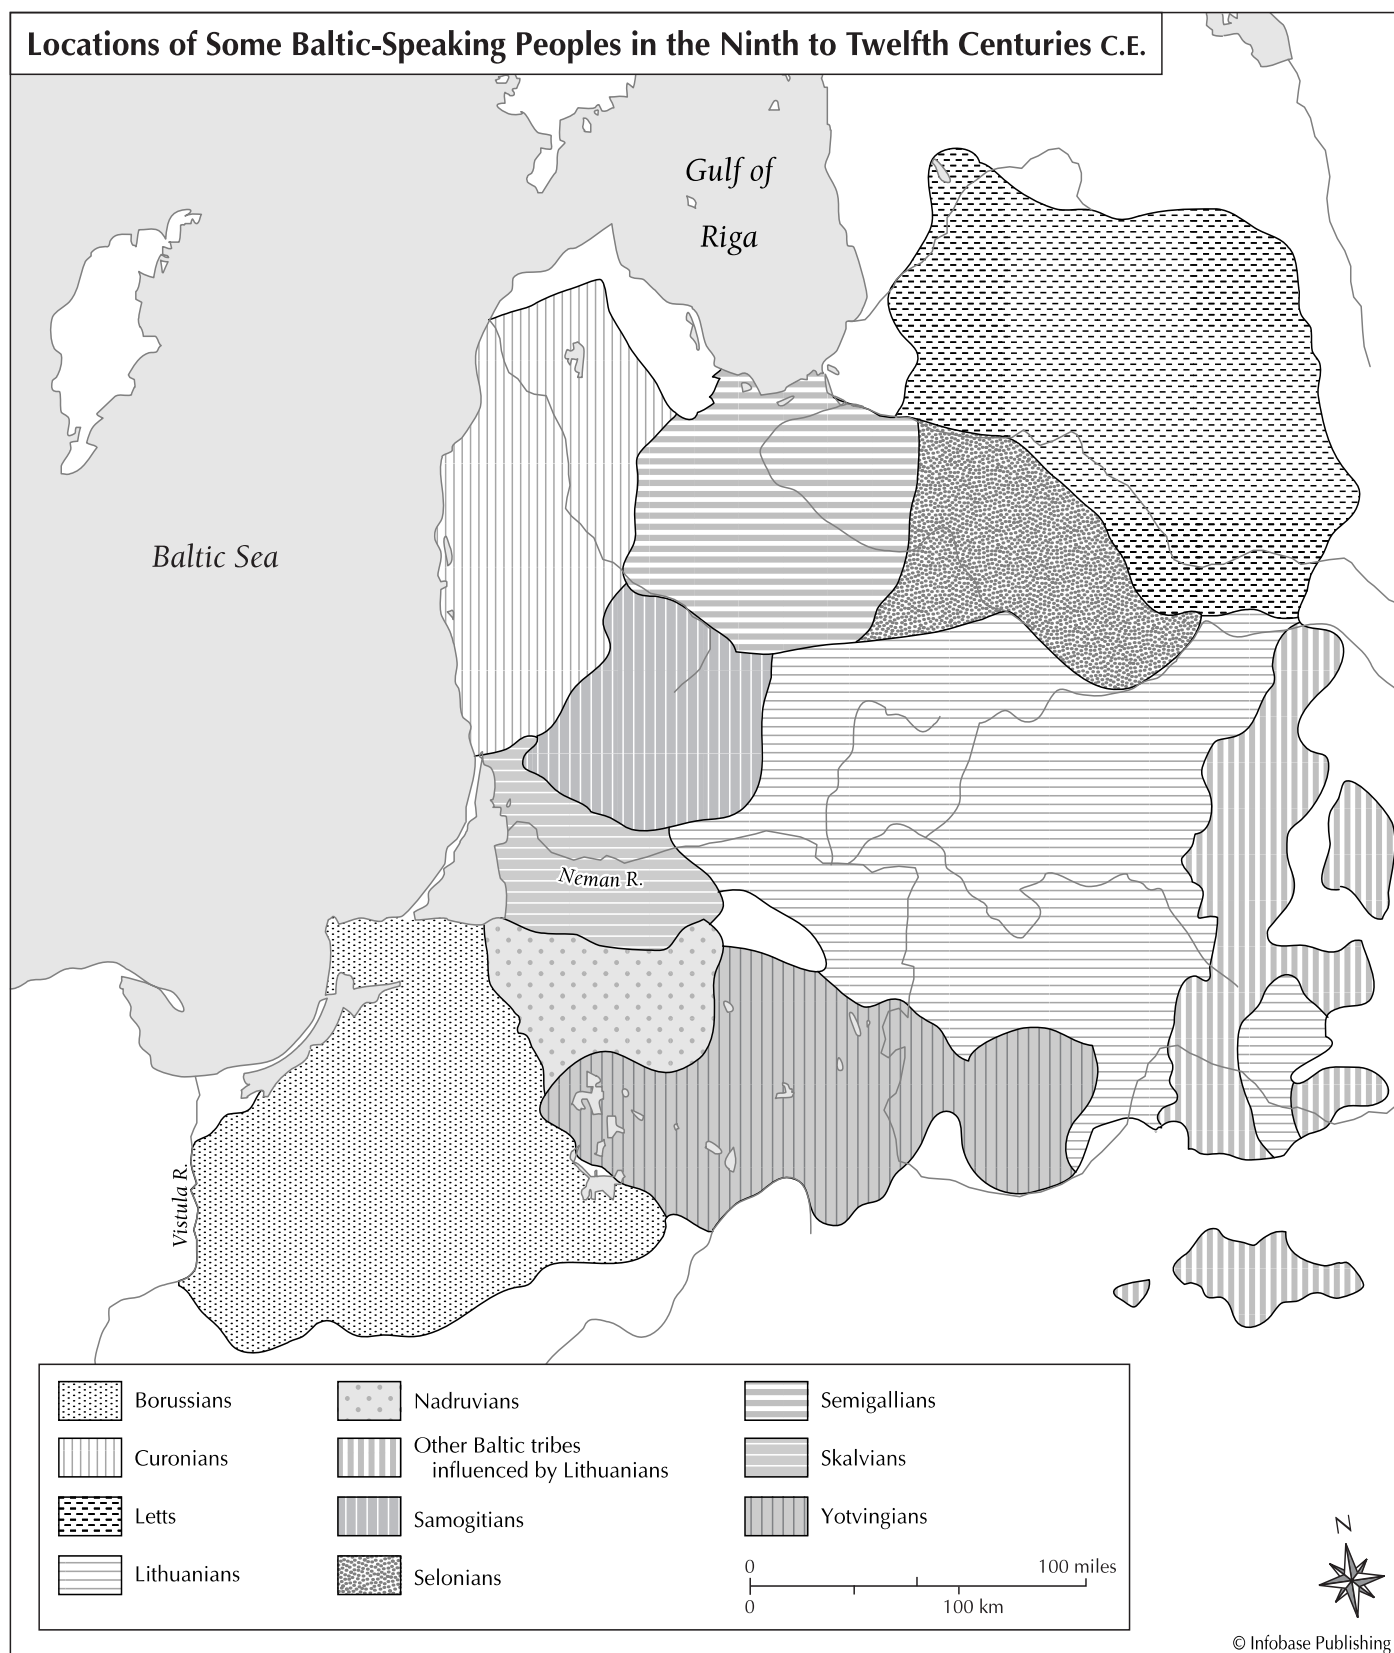 Locations of Some Baltic-Speaking Peoples in the Ninth to Twelfth Centuries C.E.
Gulf of
Riga
Baltic Sea
Neman R.
Vistula R.
Borussians
Curonians
Letts
Lithuanians
Nadruvians
Other Baltic tribes
influenced by Lithuanians
Samogitians
Selonians
Semigallians
Skalvians
Yotvingians
0 100 miles
0 100 km
N
© Infobase Publishing